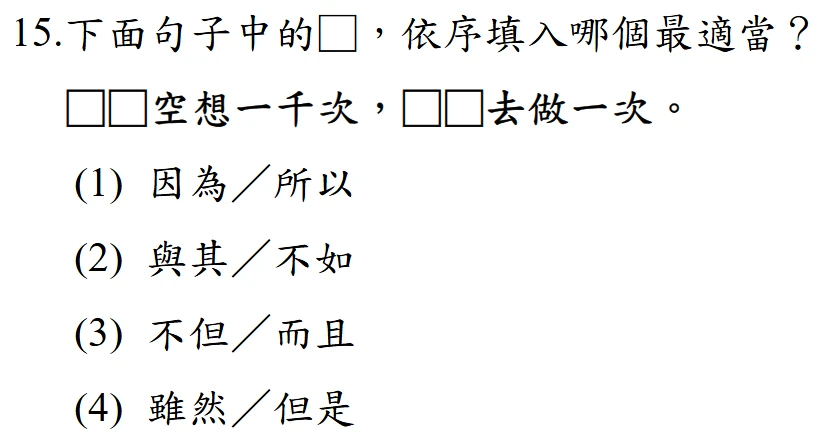 15.下面句子中的□，依序填入哪個最適當？
□□空想一千次，□□去做一次。
(1) 因為／所以
(2) 與其／不如
(3) 不但／而且
(4) 雖然／但是